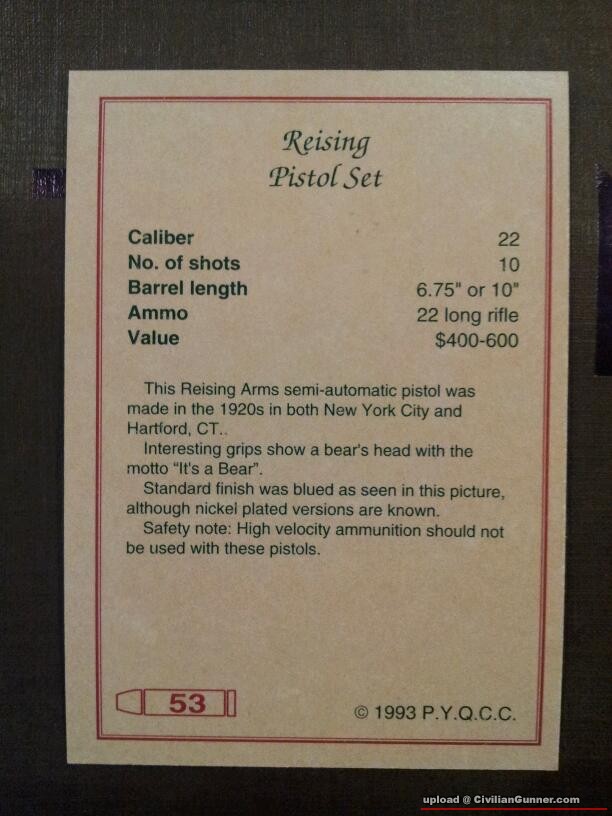 Reising
Pistol Set
Caliber 22
No. of shots 10
Barrel length 6.75" or 10"
Ammo 22 long rifle
Value $400-600
This Reising Arms semi-automatic pistol was
made in the 1920s in both New York City and
Hartford, CT..
Interesting grips show a bear's head with the
motto “It's a Bear”.
Standard finish was blued as seen in this picture,
although nickel plated versions are known.
Safety note: High velocity ammunition should not
be used with these pistols.
53
© 1993 P.Y.Q.C.C.
upload @ CivilianGunner.com